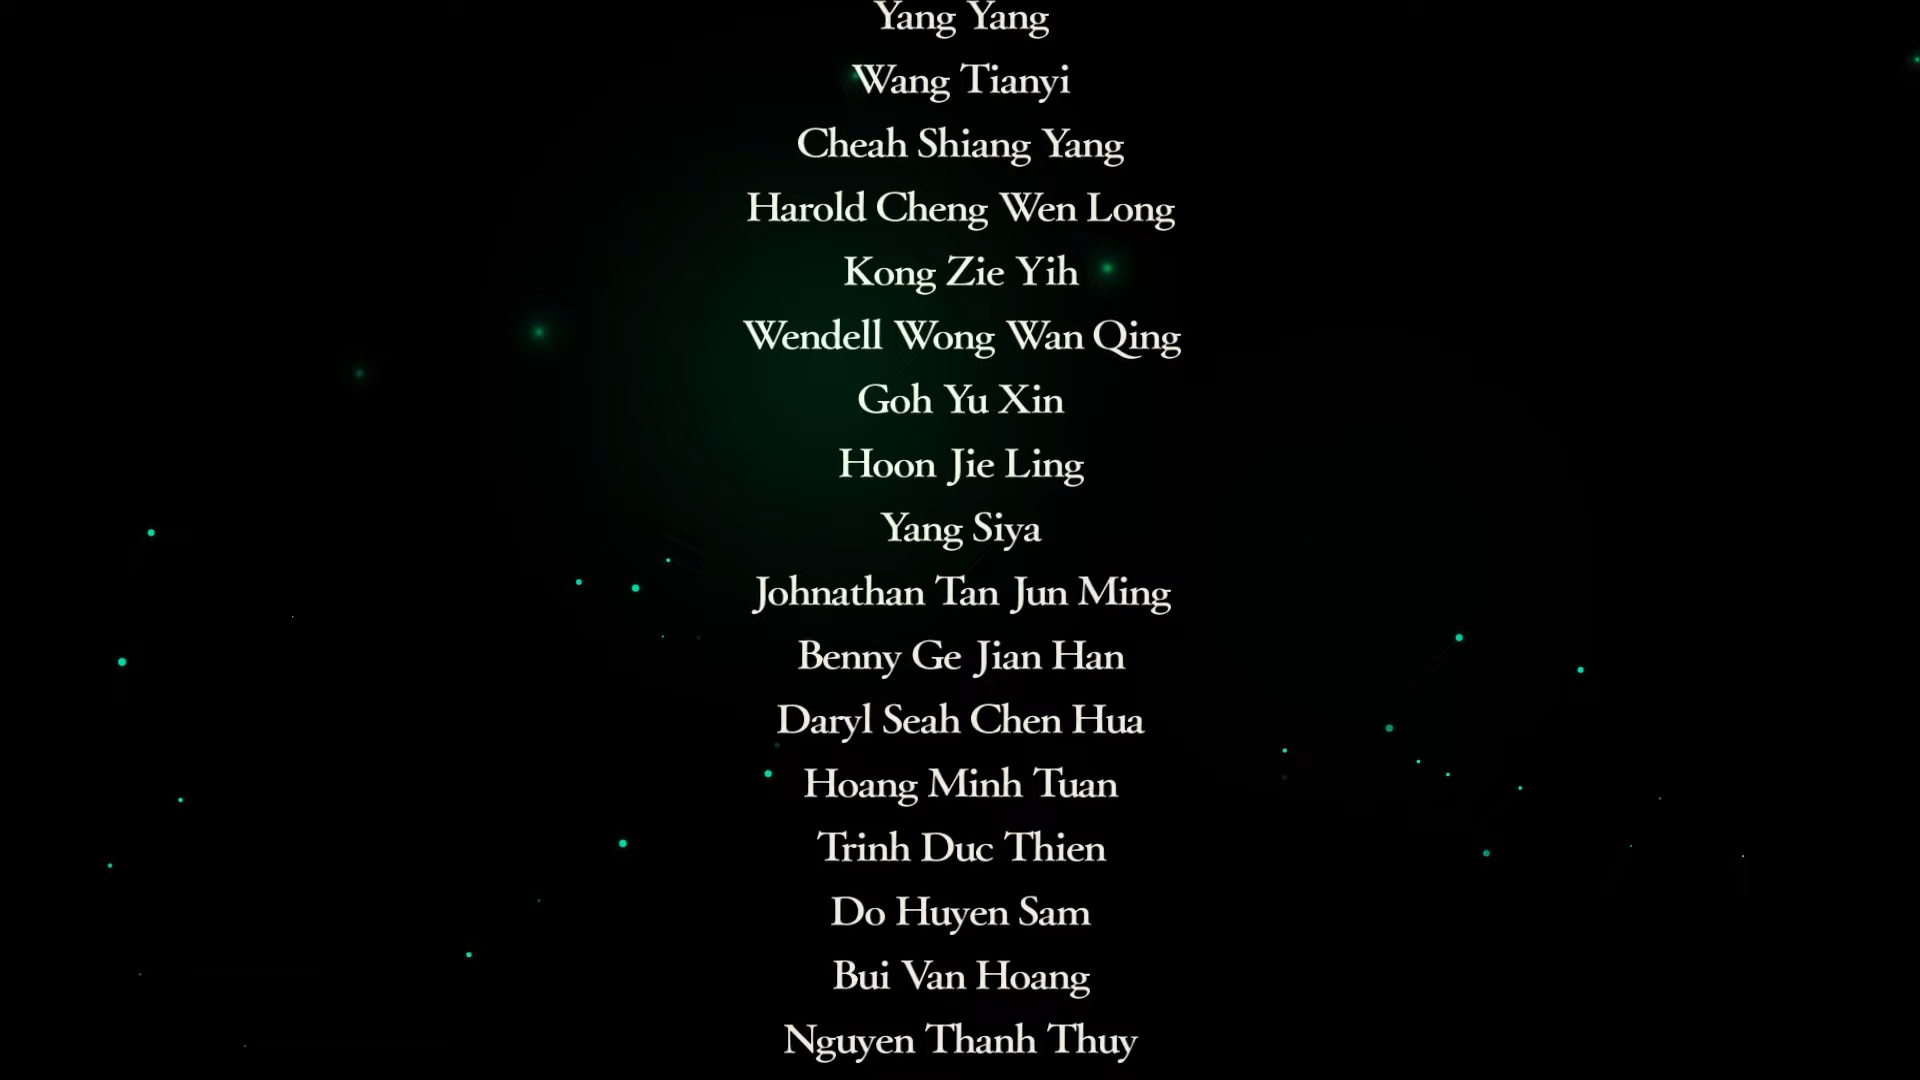 Yang Yang
Wang Tianyi
Cheah Shiang Yang
Harold Cheng Wen Long
Kong Zie Yih
Wendell Wong Wan Qing
Goh Yu Xin
Hoon Jie Ling
Yang Siya
Johnathan Tan Jun Ming
Benny Ge Jian Han
Daryl Seah Chen Hua
Hoang Minh Tuan
Trinh Duc Thien
Do Huyen Sam
Bui Van Hoang
Nguyen Thanh Thuy